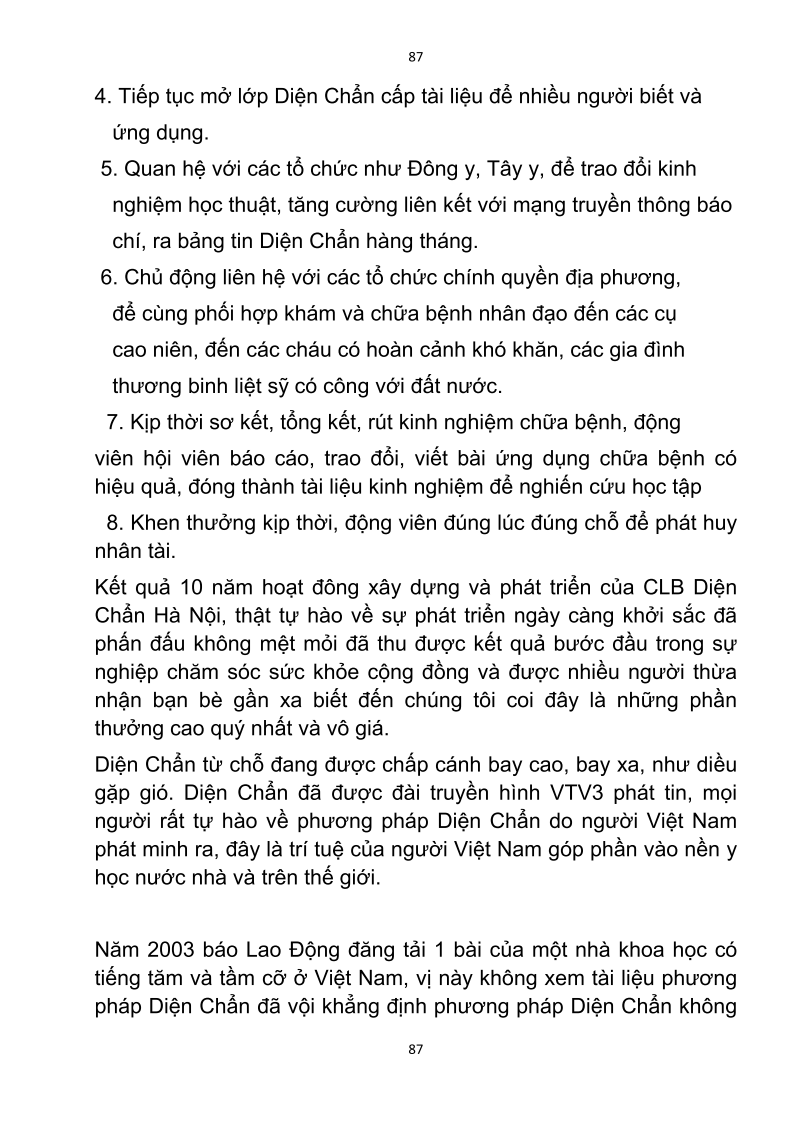 87
4. Tiếp tục mở lớp Diện Chẩn cấp tài liệu để nhiều người biết và
ứng dụng.
5. Quan hệ với các tổ chức như Đông y, Tây y, để trao đổi kinh
nghiệm học thuật, tăng cường liên kết với mạng truyền thông báo
chí, ra bảng tin Diện Chẩn hàng tháng.
6. Chủ động liên hệ với các tổ chức chính quyền địa phương,
để cùng phối hợp khám và chữa bệnh nhân đạo đến các cụ
cao niên, đến các cháu có hoàn cảnh khó khăn, các gia đình
thương binh liệt sỹ có công với đất nước.
7. Kịp thời sơ kết, tổng kết, rút kinh nghiệm chữa bệnh, động
viên hội viên báo cáo, trao đổi, viết bài ứng dụng chữa bệnh có
hiệu quả, đóng thành tài liệu kinh nghiệm để nghiến cứu học tập
8. Khen thưởng kịp thời, động viên đúng lúc đúng chỗ để phát huy
nhân tài.
Kết quả 10 năm hoạt đông xây dựng và phát triển của CLB Diện
Chẩn Hà Nội, thật tự hào về sự phát triển ngày càng khởi sắc đã
phấn đấu không mệt mỏi đã thu được kết quả bước đầu trong sự
nghiệp chăm sóc sức khỏe cộng đồng và được nhiều người thừa
nhận bạn bè gần xa biết đến chúng tôi coi đây là những phần
thưởng cao quý nhất và vô giá.
Diện Chẩn từ chỗ đang được chấp cánh bay cao, bay xa, như diều
gặp gió. Diện Chẩn đã được đài truyền hình VTV3 phát tin, mọi
người rất tự hào về phương pháp Diện Chẩn do người Việt Nam
phát minh ra, đây là trí tuệ của người Việt Nam góp phần vào nền y
học nước nhà và trên thế giới.
Năm 2003 báo Lao Động đăng tải 1 bài của một nhà khoa học có
tiếng tăm và tầm cỡ ở Việt Nam, vị này không xem tài liệu phương
pháp Diện Chẩn đã vội khẳng định phương pháp Diện Chẩn không
87